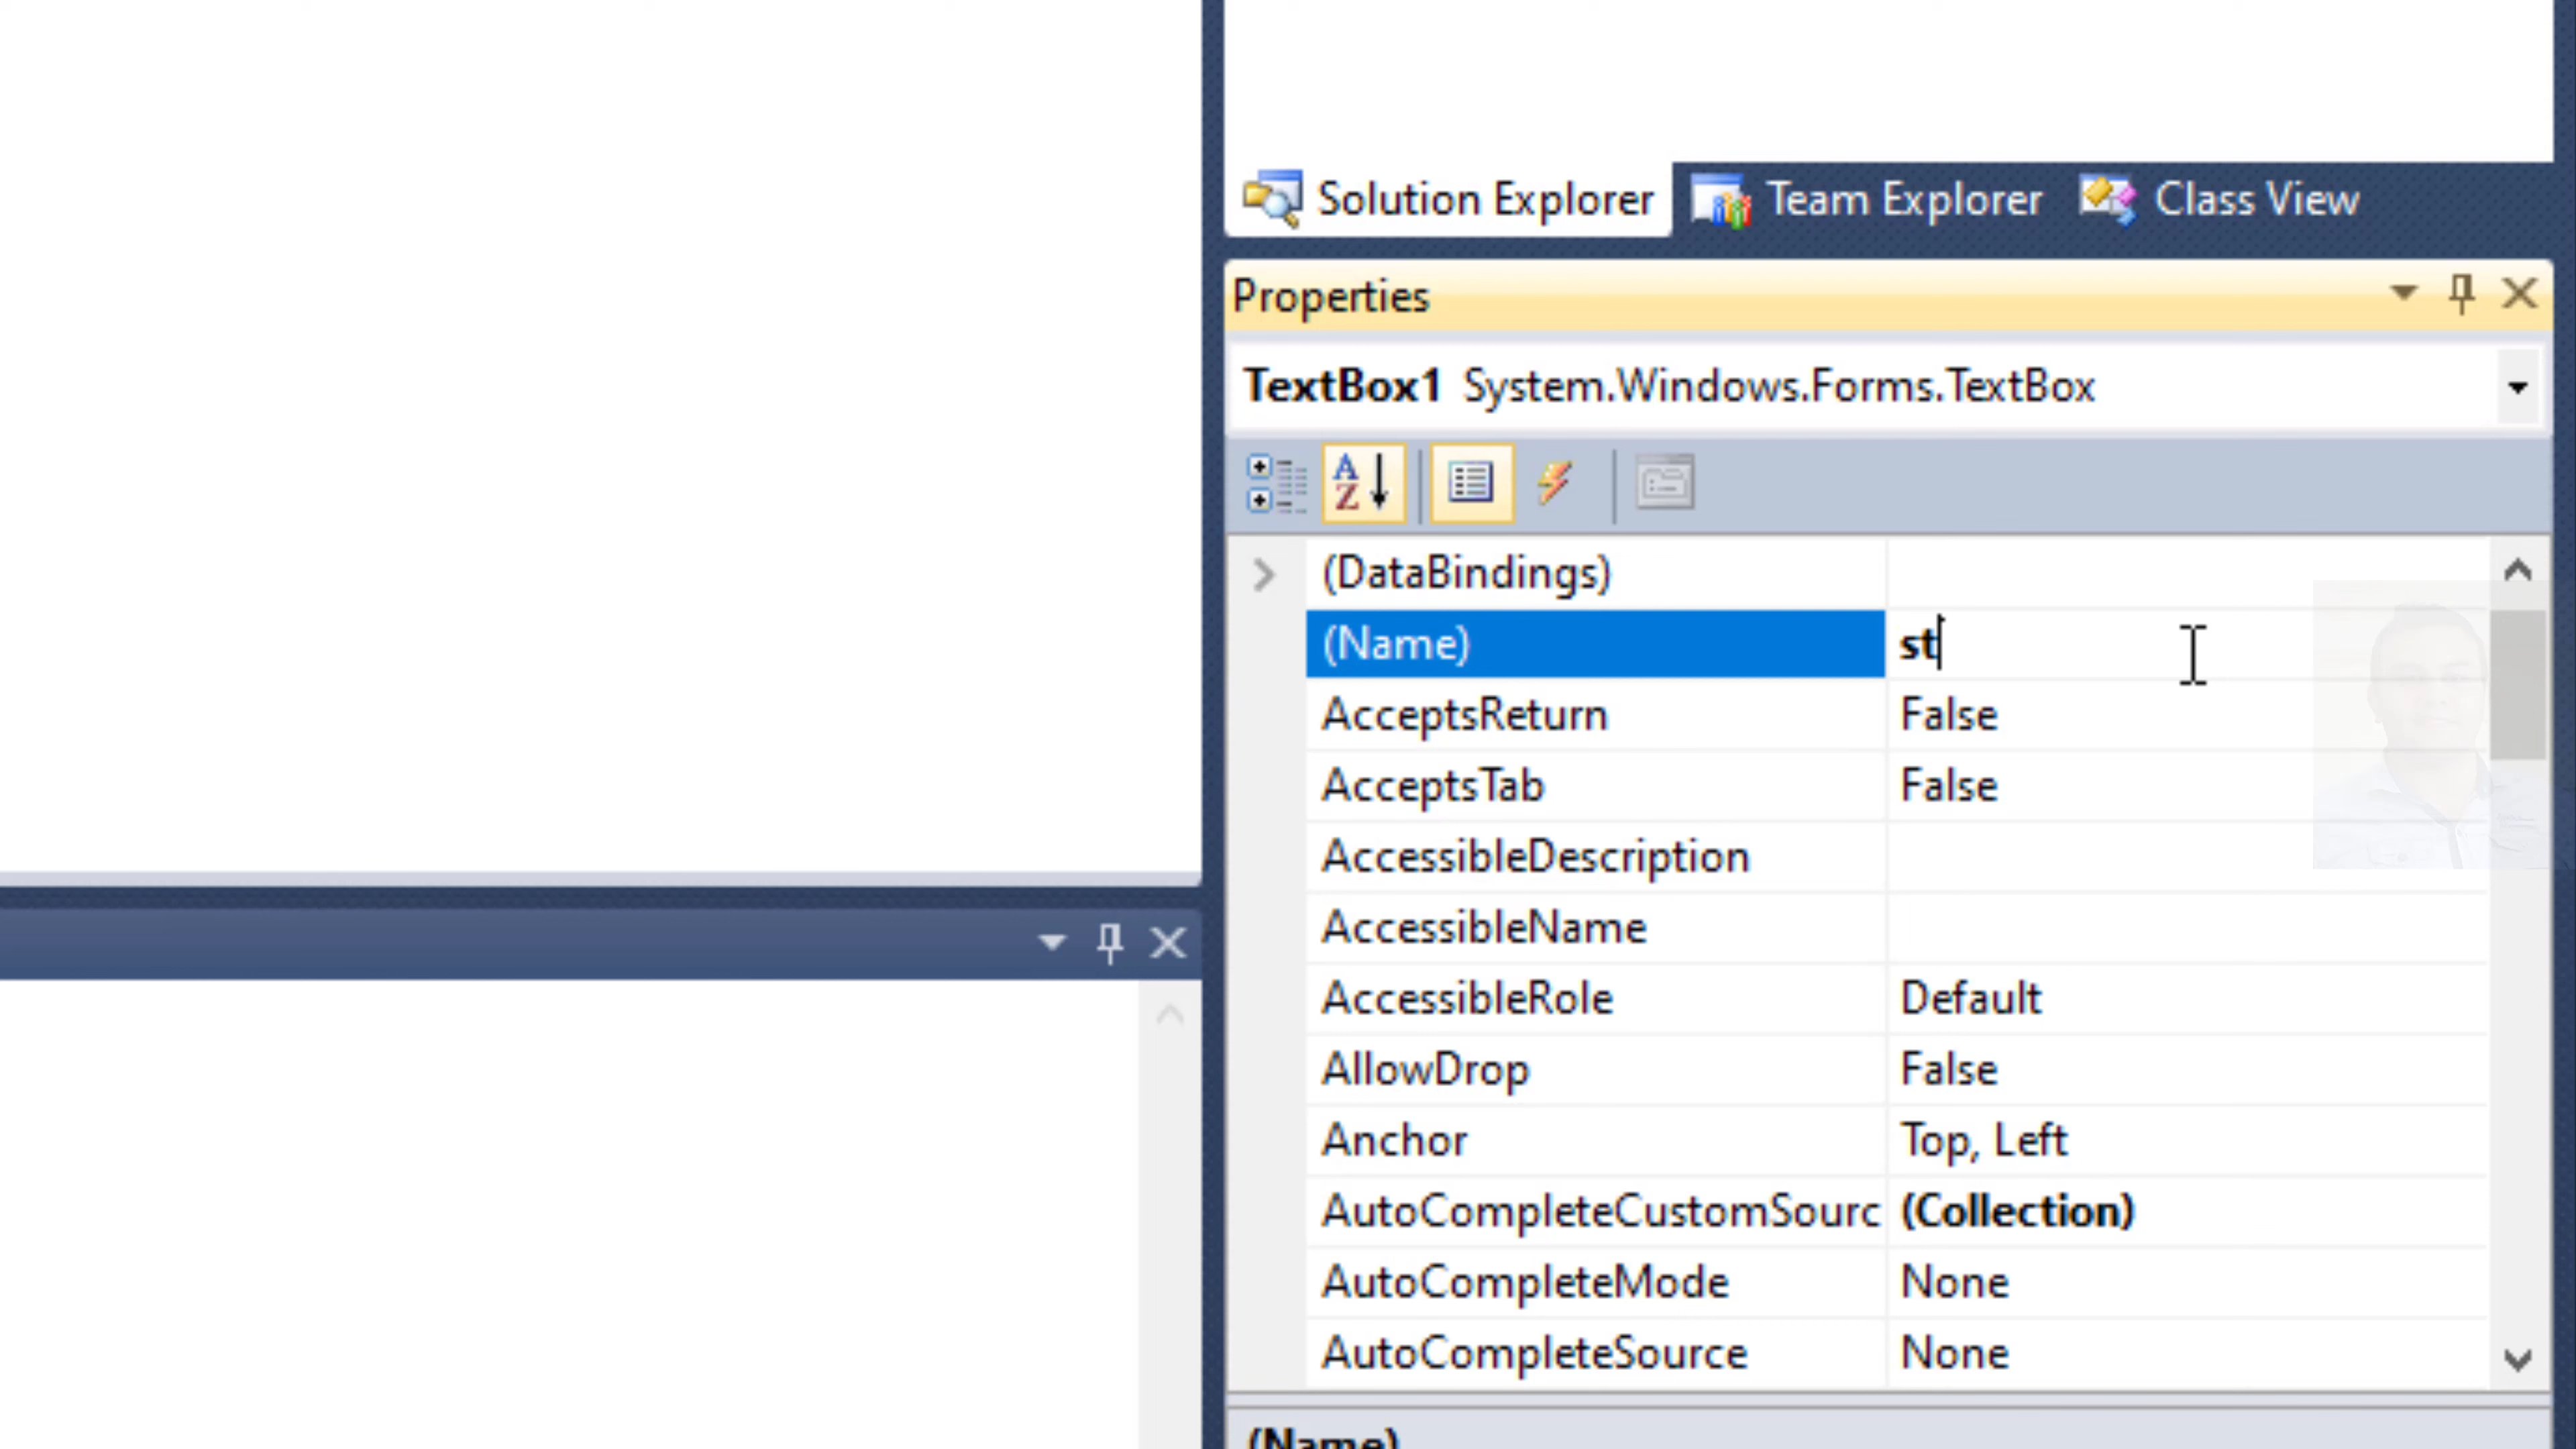 Solution Explorer Team Explorer Class View
Properties
TextBox1 System.Windows.Forms.TextBox
(DataBindings)
(Name) st
AcceptsReturn False
AcceptsTab False
AccessibleDescription
AccessibleName
AccessibleRole Default
AllowDrop False
Anchor Top, Left
AutoCompleteCustomSourc (Collection)
AutoCompleteMode None
AutoCompleteSource None
(Name)